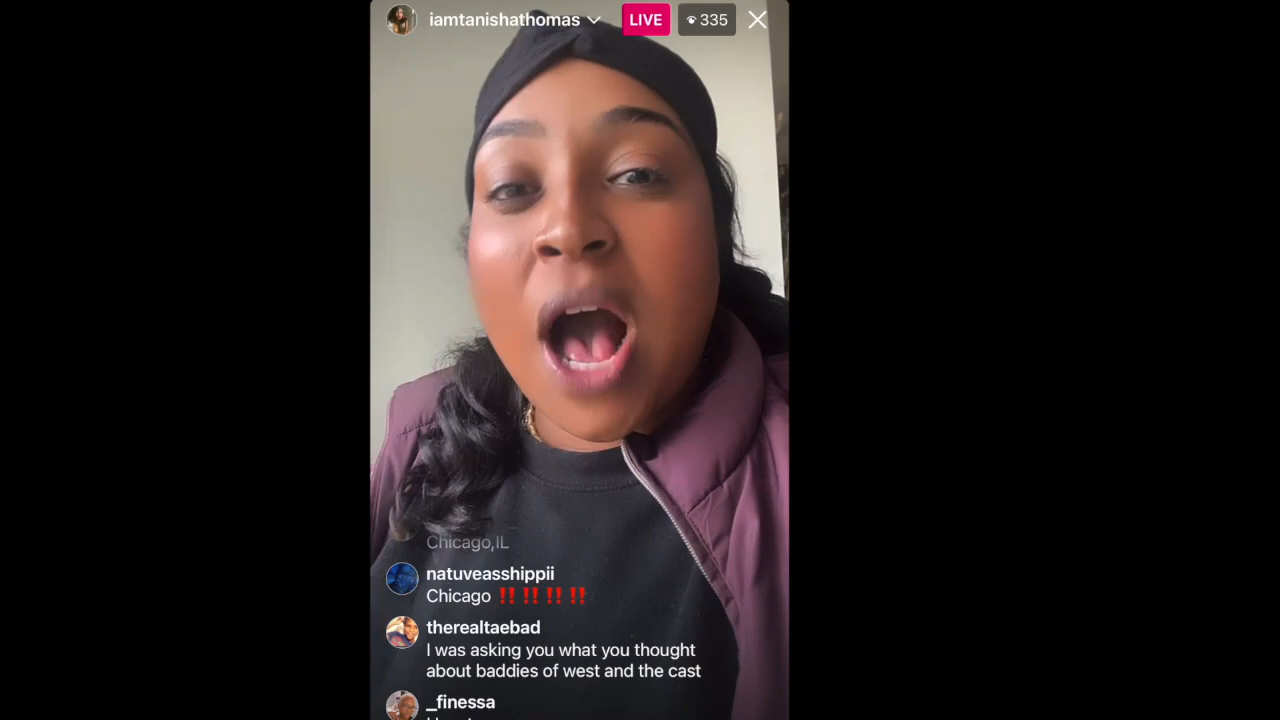 iamtanishathomas
LIVE
335
Chicago,IL
natuveasshippii
Chicago ‼️ ‼️ ‼️ ‼️
therealtaebad
I was asking you what you thought
about baddies of west and the cast
_finessa